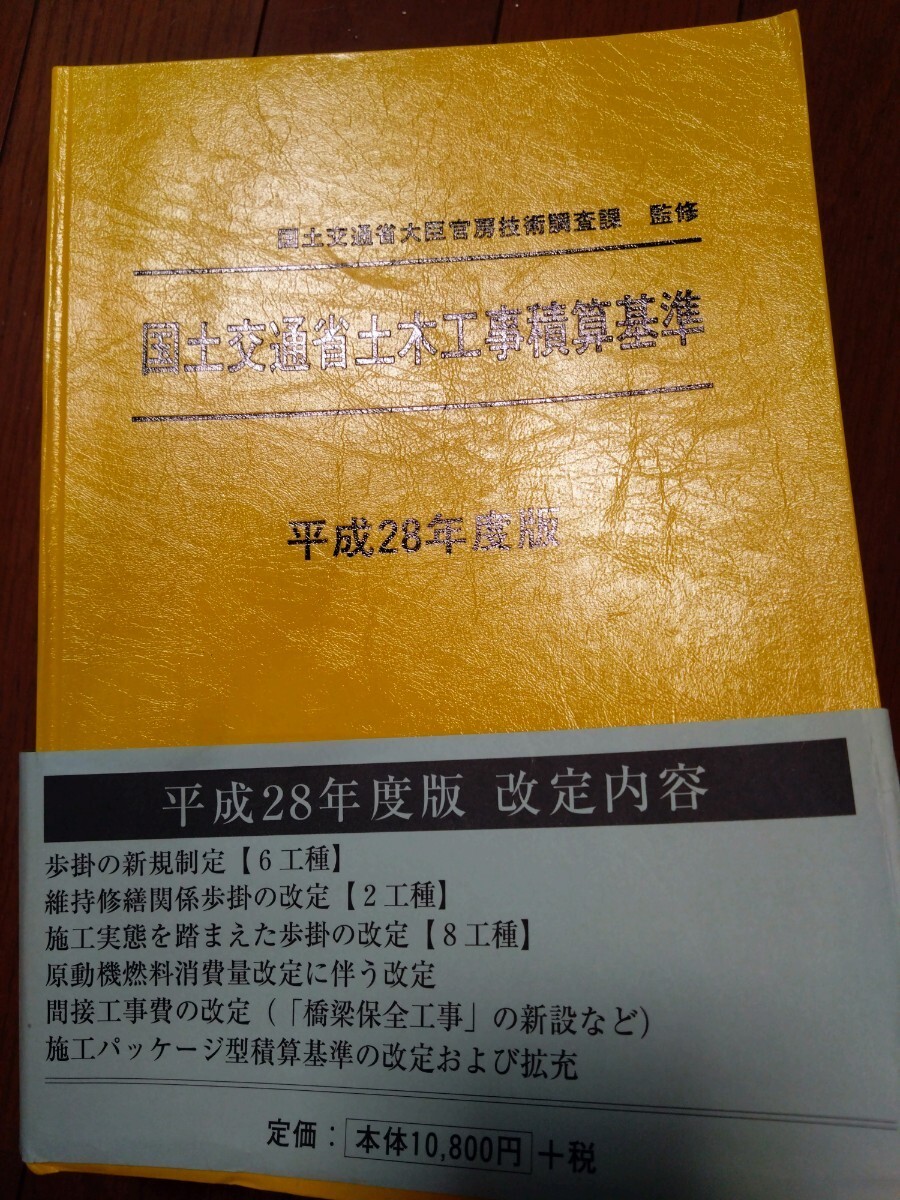 国土交通省大臣官房技術調査課　監修
国土交通省土木工事積算基準
平成28年度版
平成28年度版 改定内容
歩掛の新規制定【6工種】
維持修繕関係歩掛の改定【2工種】
施工実態を踏まえた歩掛の改定【8工種】
原動機燃料消費量改定に伴う改定
間接工事費の改定（「橋梁保全工事」の新設など）
施工パッケージ型積算基準の改定および拡充
定価：本体10,800円＋税